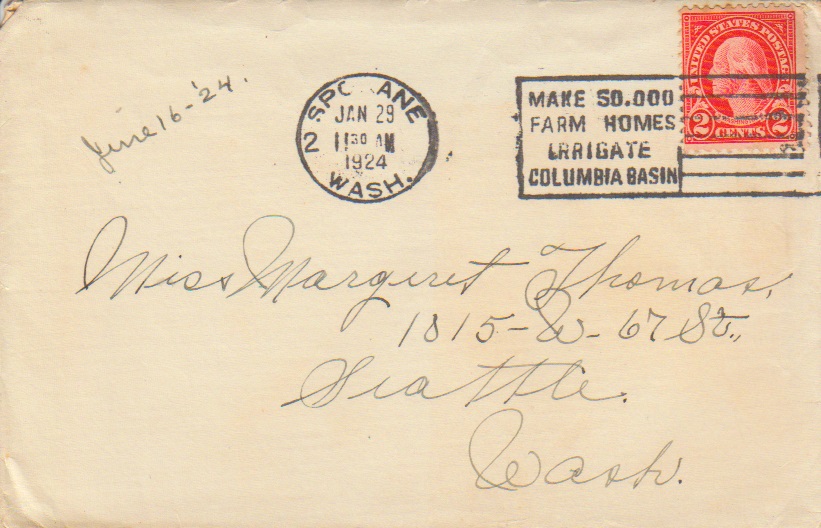 June 16-'24.
SPOKANE
JAN 29
2 11 30 AM
1924
WASH.
MAKE 50.000
FARM HOMES
IRRIGATE
COLUMBIA BASIN
UNITED STATES POSTAGE
2 CENTS 2
Miss Margeret Thomas,
1815-W-67 St.,
Seattle.
Wash.